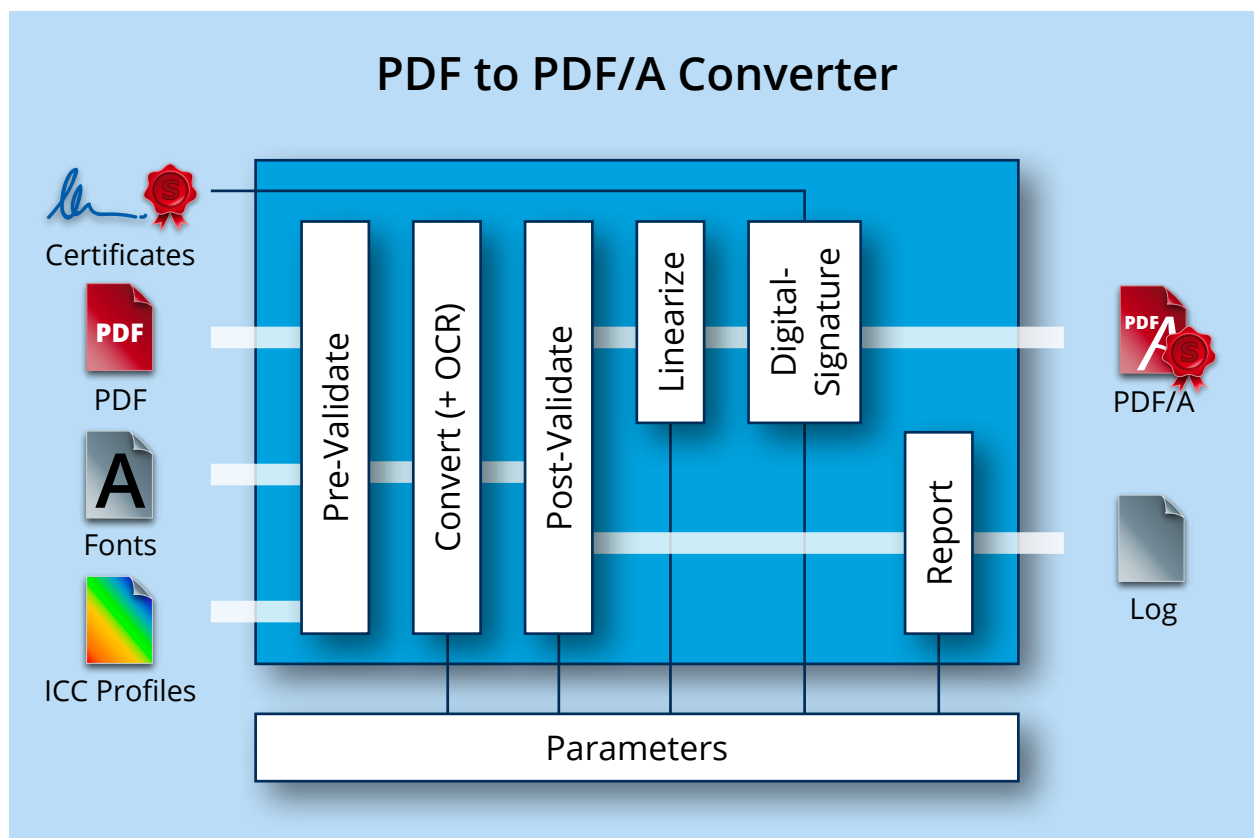 PDF to PDF/A Converter
S
Certificates
PDF
PDF
Fonts
A
ICC Profiles
Pre-Validate
Convert (+ OCR)
Post-Validate
Linearize
Digital-
Signature
Report
PDF
A
S
PDF/A
Log
Parameters